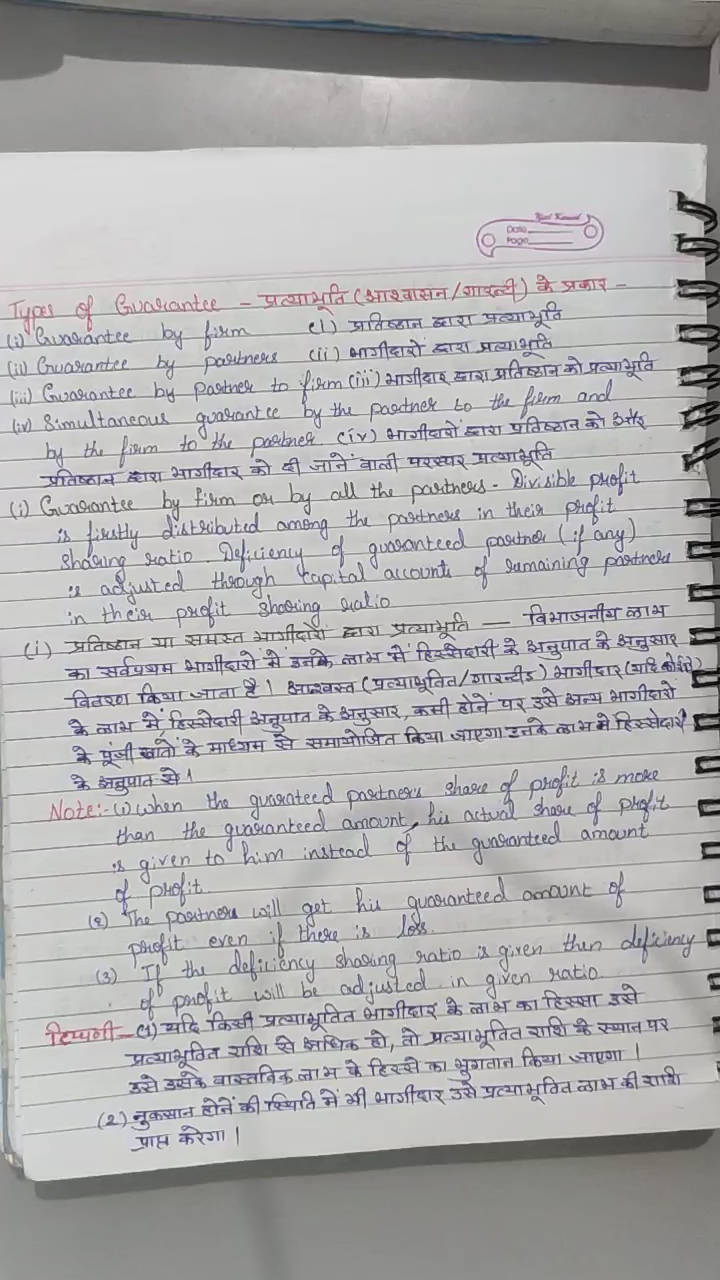 Date
Page
Types of Guarantee - प्रत्याभूति (आश्वासन/गारन्टी) के प्रकार -
(i) Guarantee by firm (i) प्रतिष्ठान द्वारा प्रत्याभूति
(ii) Guarantee by partners (ii) भागीदारों द्वारा प्रत्याभूति
(iii) Guarantee by partner to firm (iii) भागीदार द्वारा प्रतिष्ठान को प्रत्याभूति
(iv) Simultaneous guarantee by the partner to the firm and
by the firm to the partner (iv) भागीदारों द्वारा प्रतिष्ठान को और
प्रतिष्ठान द्वारा भागीदार को दी जानें वाली परस्पर प्रत्याभूति
(i) Guarantee by firm or by all the partners - Divisible profit
is firstly distributed among the partners in their profit
sharing ratio. Deficiency of guaranteed partner (if any)
is adjusted through capital accounts of remaining partners
in their profit sharing ratio
(i) प्रतिष्ठान या समस्त भागीदारों द्वारा प्रत्याभूति — विभाजनीय लाभ
का सर्वप्रथम भागीदारों में उनके लाभ में हिस्सेदारी के अनुपात के अनुसार
वितरण किया जाता है। आश्वस्त (प्रत्याभूतित/गारन्टीड) भागीदार (यदि कोई हो)
के लाभ में, हिस्सेदारी अनुपात के अनुसार, कमी होनें पर उसे अन्य भागीदारों
के पूंजी खातों के माध्यम से समायोजित किया जाएगा उनके लाभ में हिस्सेदारी
के अनुपात से।
Note:- (1) When the guaranteed partners share of profit is more
than the guaranteed amount, his actual share of profit
is given to him instead of the guaranteed amount
of profit.
(2) The partners will get his guaranteed amount of
profit even if there is loss.
(3) If the deficiency sharing ratio is given then deficiency
of profit will be adjusted in given ratio.
टिप्पणी - (1) यदि किसी प्रत्याभूतित भागीदार के लाभ का हिस्सा उसे
प्रत्याभूतित राशि से अधिक हो, तो प्रत्याभूतित राशि के स्थान पर
उसे उसके वास्तविक लाभ के हिस्से का भुगतान किया जाएगा।
(2) नुकसान होनें की स्थिति में भी भागीदार उसे प्रत्याभूतित लाभ की राशि
प्राप्त करेगा।